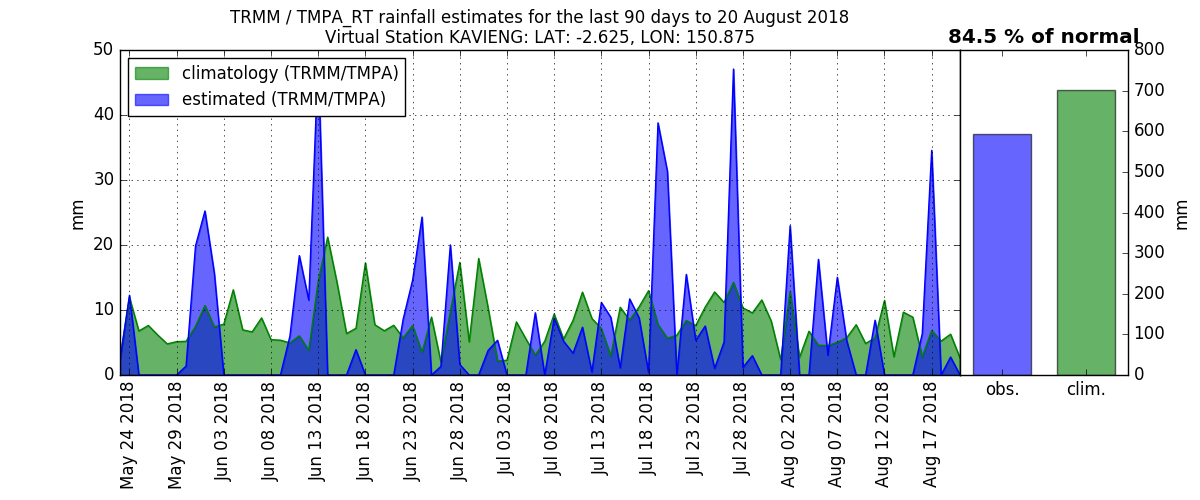 TRMM / TMPA_RT rainfall estimates for the last 90 days to 20 August 2018
Virtual Station KAVIENG: LAT: -2.625, LON: 150.875
84.5 % of normal
climatology (TRMM/TMPA)
estimated (TRMM/TMPA)
50
40
30
20
10
0
mm
800
700
600
500
400
300
200
100
0
mm
obs.
clim.
May 24 2018
May 29 2018
Jun 03 2018
Jun 08 2018
Jun 13 2018
Jun 18 2018
Jun 23 2018
Jun 28 2018
Jul 03 2018
Jul 08 2018
Jul 13 2018
Jul 18 2018
Jul 23 2018
Jul 28 2018
Aug 02 2018
Aug 07 2018
Aug 12 2018
Aug 17 2018